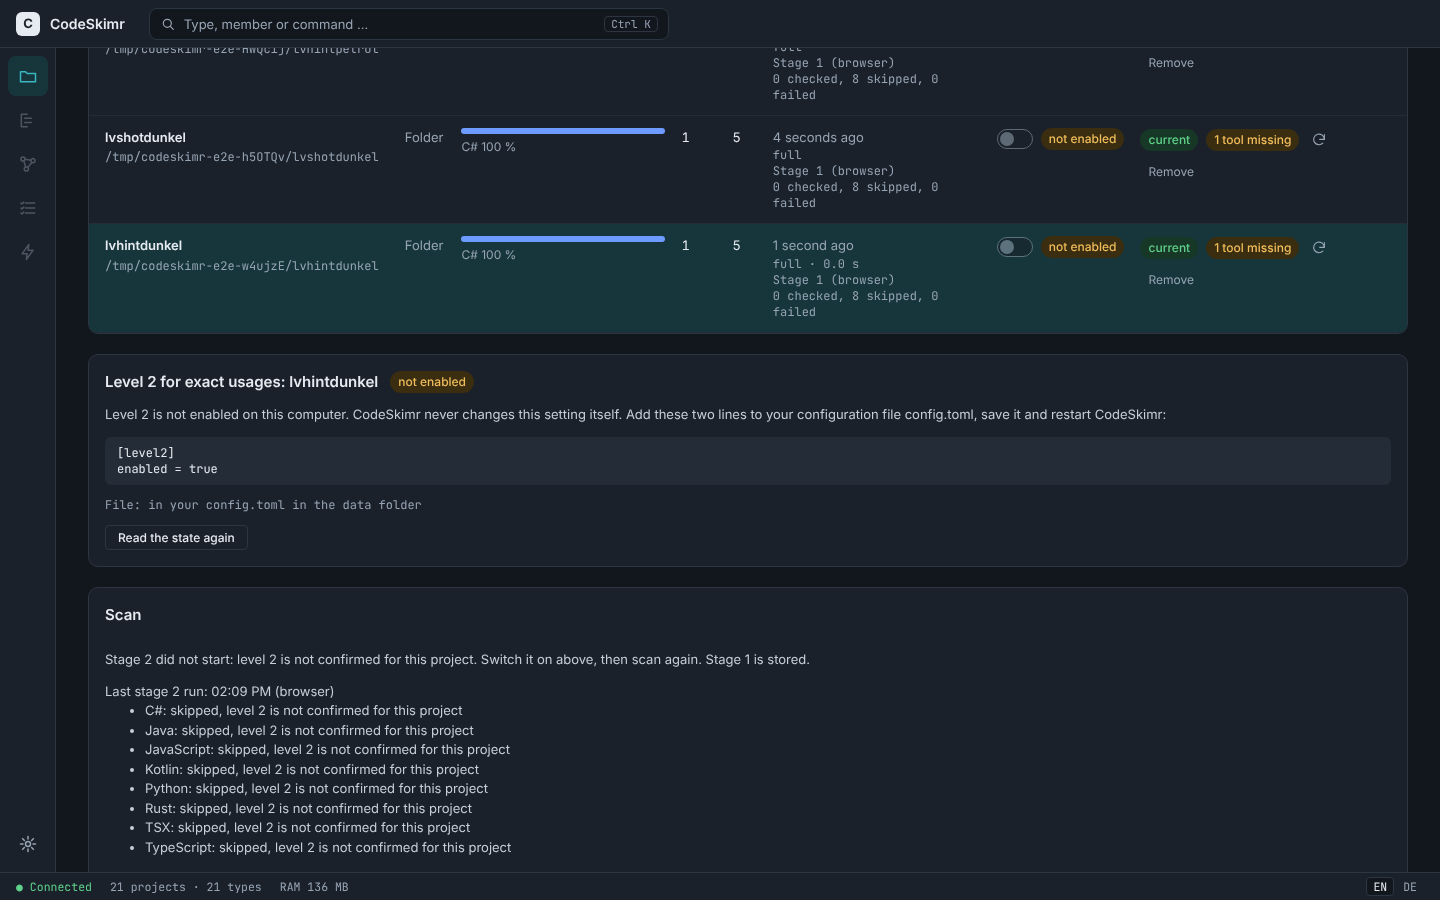 C CodeSkimr
Type, member or command ...
Ctrl K
Stage 1 (browser)
Remove
0 checked, 8 skipped, 0
failed
lvshotdunkel
Folder
1
5
4 seconds ago
not enabled
current
1 tool missing
C# 100 %
/tmp/codeskimr-e2e-h5OTQv/lvshotdunkel
full
Stage 1 (browser)
Remove
0 checked, 8 skipped, 0
failed
lvhintdunkel
Folder
1
5
1 second ago
not enabled
current
1 tool missing
C# 100 %
/tmp/codeskimr-e2e-w4ujzE/lvhintdunkel
full · 0.0 s
Stage 1 (browser)
Remove
0 checked, 8 skipped, 0
failed
Level 2 for exact usages: lvhintdunkel
not enabled
Level 2 is not enabled on this computer. CodeSkimr never changes this setting itself. Add these two lines to your configuration file config.toml, save it and restart CodeSkimr:
[level2]
enabled = true
File: in your config.toml in the data folder
Read the state again
Scan
Stage 2 did not start: level 2 is not confirmed for this project. Switch it on above, then scan again. Stage 1 is stored.
Last stage 2 run: 02:09 PM (browser)
• C#: skipped, level 2 is not confirmed for this project
• Java: skipped, level 2 is not confirmed for this project
• JavaScript: skipped, level 2 is not confirmed for this project
• Kotlin: skipped, level 2 is not confirmed for this project
• Python: skipped, level 2 is not confirmed for this project
• Rust: skipped, level 2 is not confirmed for this project
• TSX: skipped, level 2 is not confirmed for this project
• TypeScript: skipped, level 2 is not confirmed for this project
Connected
21 projects · 21 types
RAM 136 MB
EN
DE